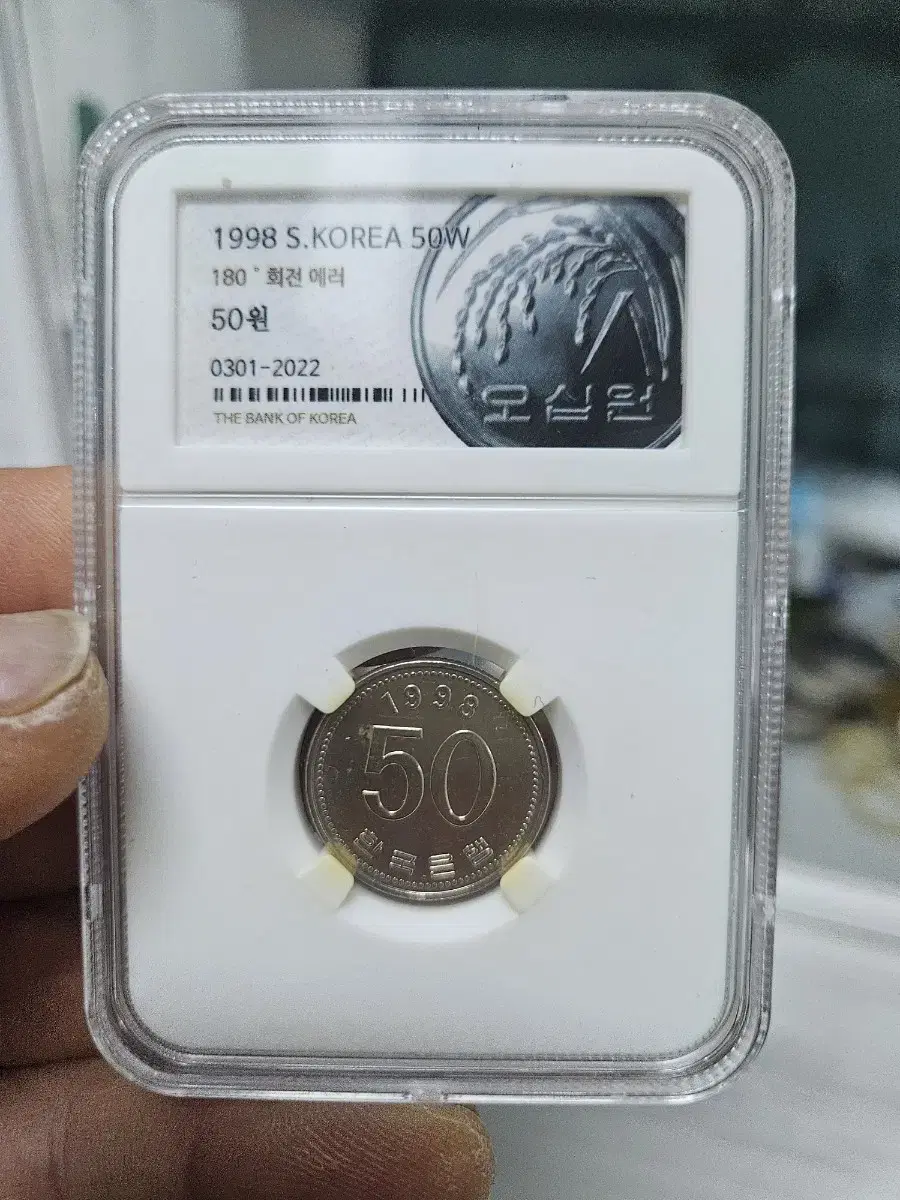 1998 S.KOREA 50W
180 ° 회전 에러
50원
0301-2022
THE BANK OF KOREA
오십원
1998
50
한국은행